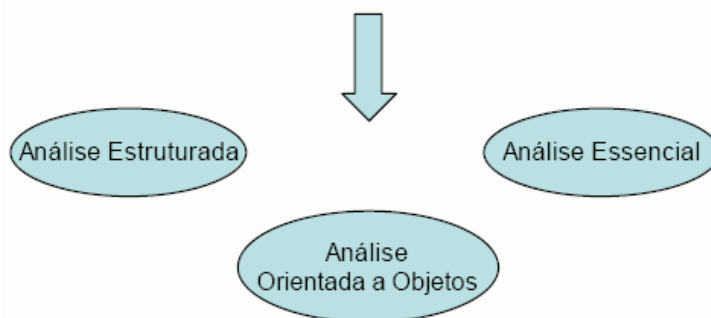 Análise Estruturada
Análise Essencial
Análise
Orientada a Objetos